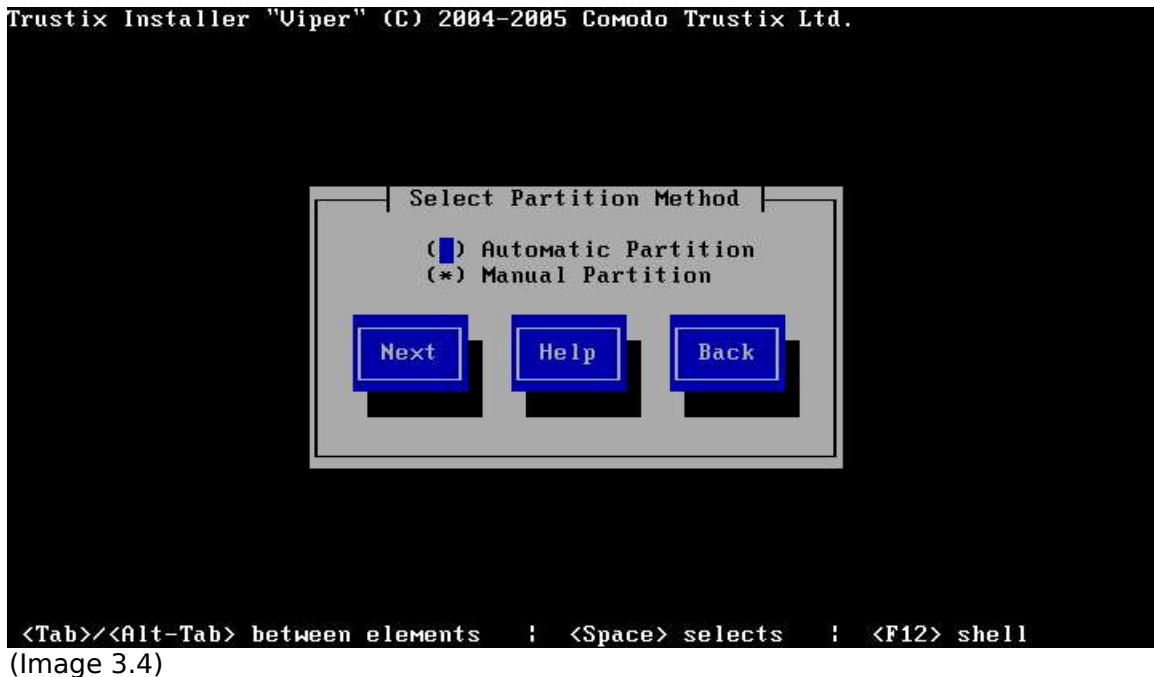 Trustix Installer "Viper" (C) 2004-2005 Comodo Trustix Ltd.
Select Partition Method
( ) Automatic Partition
(*) Manual Partition
Next Help Back
<Tab>/<Alt-Tab> between elements ¦ <Space> selects ¦ <F12> shell
(Image 3.4)